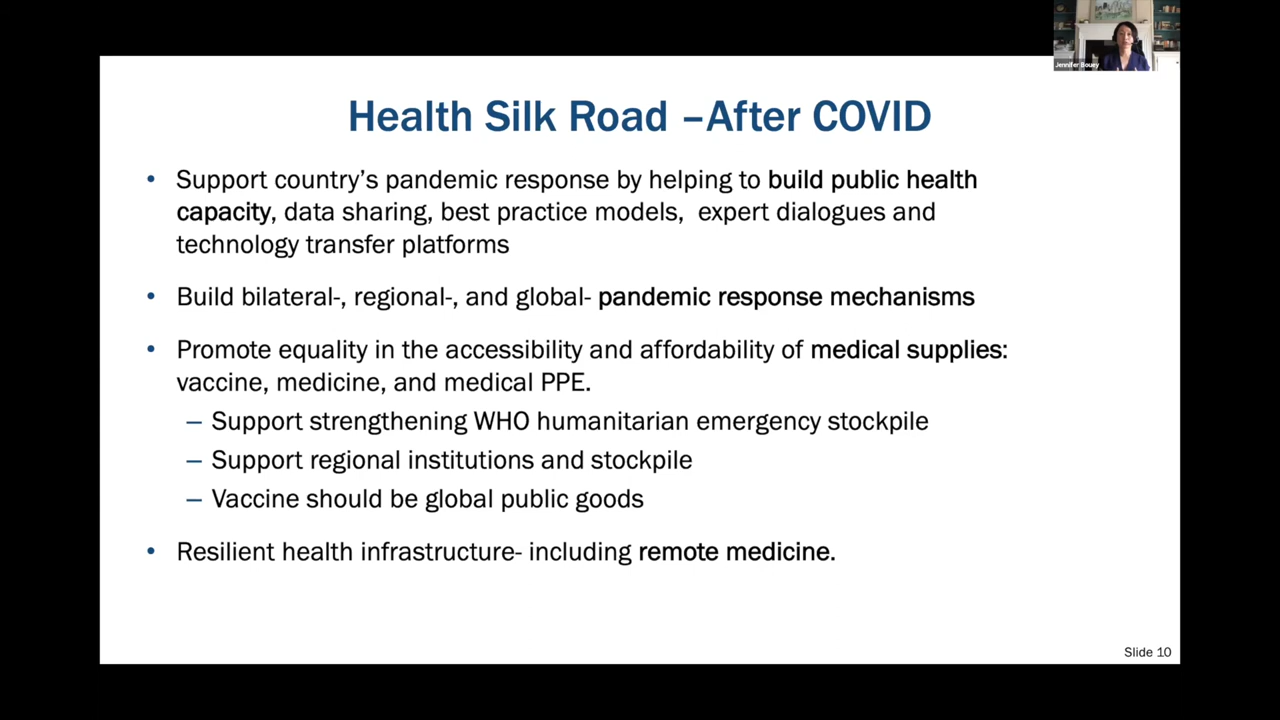 Jennifer Bouey
Health Silk Road –After COVID
• Support country's pandemic response by helping to build public health
capacity, data sharing, best practice models, expert dialogues and
technology transfer platforms
• Build bilateral-, regional-, and global- pandemic response mechanisms
• Promote equality in the accessibility and affordability of medical supplies:
vaccine, medicine, and medical PPE.
– Support strengthening WHO humanitarian emergency stockpile
– Support regional institutions and stockpile
– Vaccine should be global public goods
• Resilient health infrastructure- including remote medicine.
Slide 10